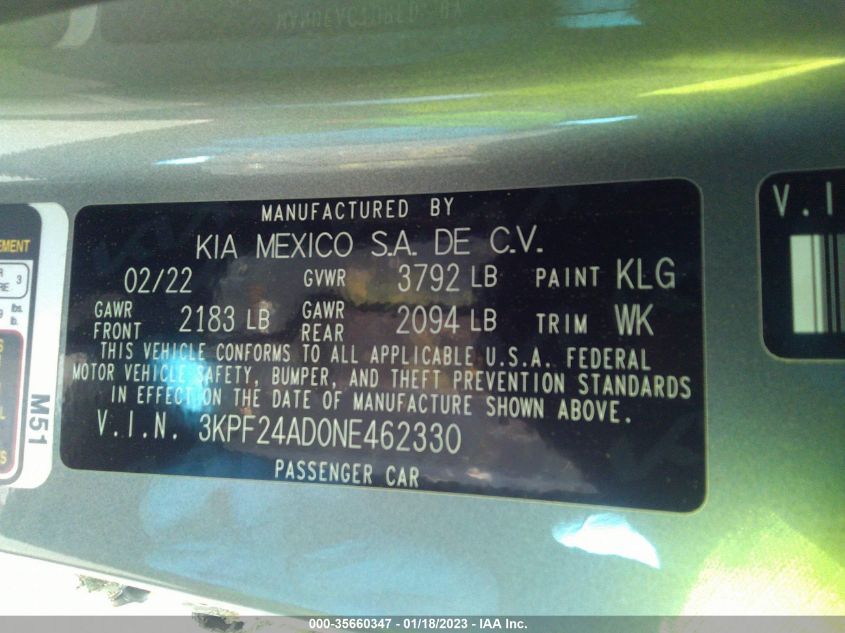 MANUFACTURED BY
KIA MEXICO S.A. DE C.V.
02/22 GVWR 3792 LB PAINT KLG
GAWR FRONT 2183 LB GAWR REAR 2094 LB TRIM WK
THIS VEHICLE CONFORMS TO ALL APPLICABLE U.S.A. FEDERAL
MOTOR VEHICLE SAFETY, BUMPER, AND THEFT PREVENTION STANDARDS
IN EFFECT ON THE DATE OF MANUFACTURE SHOWN ABOVE.
V.I.N. 3KPF24AD0NE462330
PASSENGER CAR
M51
V.I
000-35660347 - 01/18/2023 - IAA Inc.